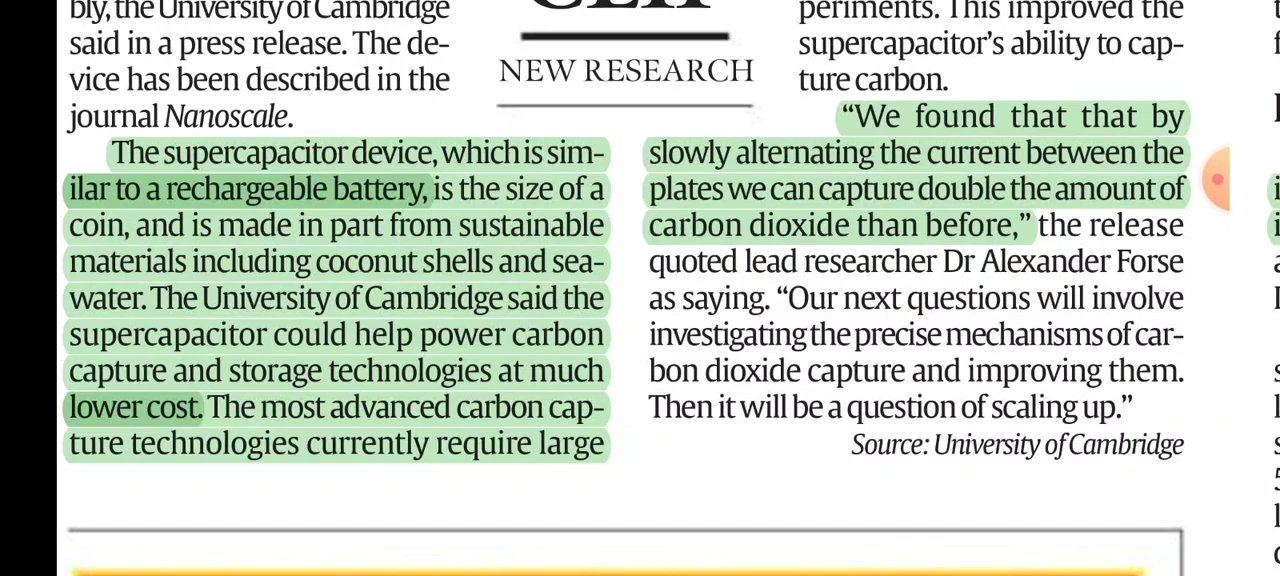 bly, the University of Cambridge
said in a press release. The de-
vice has been described in the
journal Nanoscale.
The supercapacitor device, which is sim-
ilar to a rechargeable battery, is the size of a
coin, and is made in part from sustainable
materials including coconut shells and sea-
water. The University of Cambridge said the
supercapacitor could help power carbon
capture and storage technologies at much
lower cost. The most advanced carbon cap-
ture technologies currently require large
NEW RESEARCH
periments. This improved the
supercapacitor's ability to cap-
ture carbon.
“We found that that by
slowly alternating the current between the
plates we can capture double the amount of
carbon dioxide than before,” the release
quoted lead researcher Dr Alexander Forse
as saying. “Our next questions will involve
investigating the precise mechanisms of car-
bon dioxide capture and improving them.
Then it will be a question of scaling up.”
Source: University of Cambridge